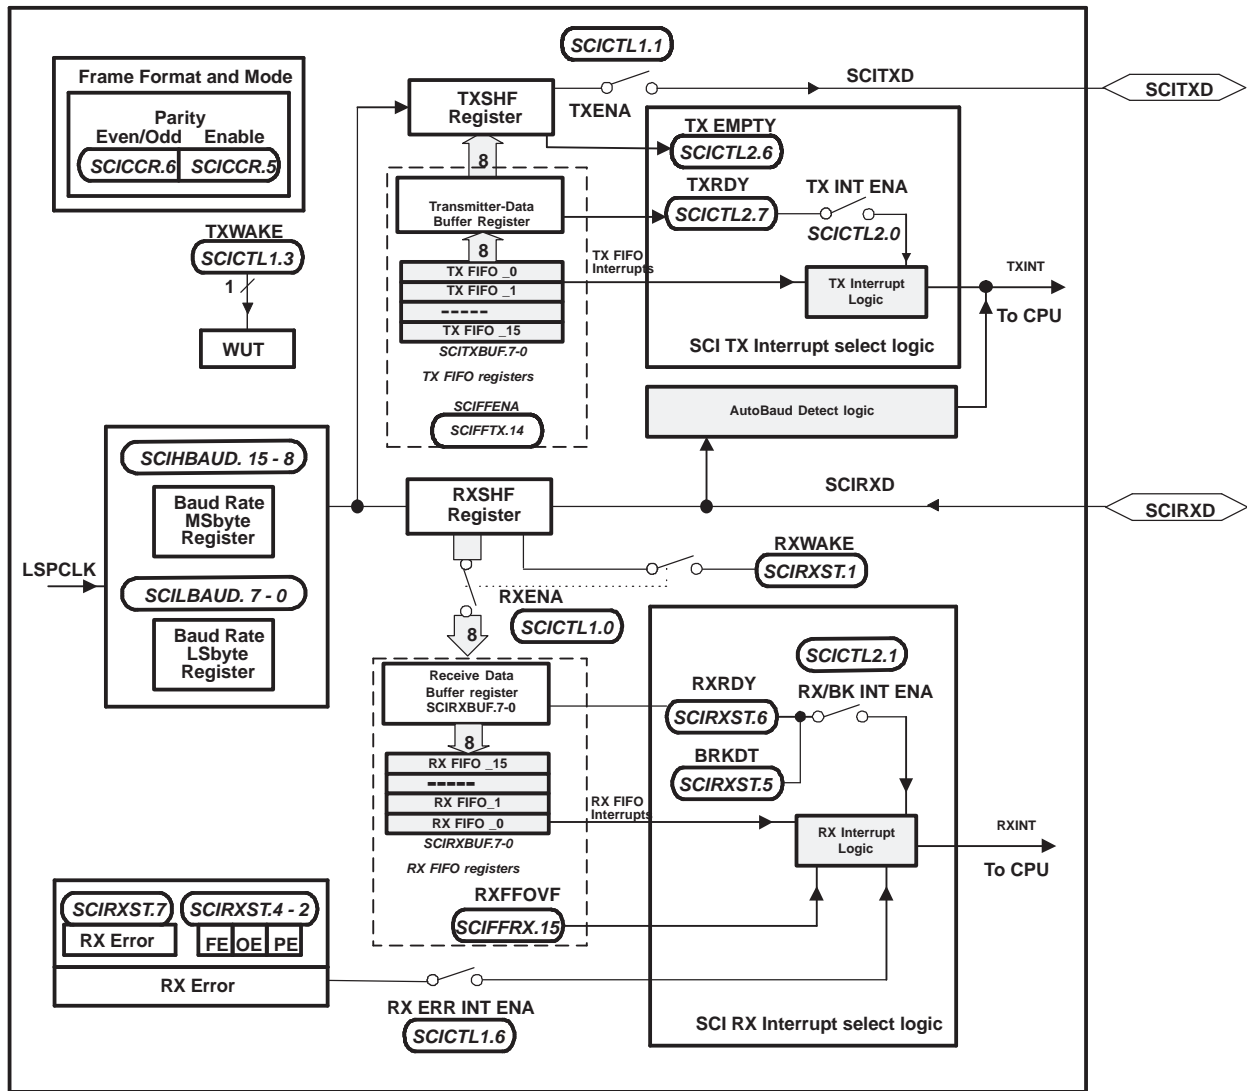 SCICTL1.1
Frame Format and Mode
Parity
Even/Odd Enable
SCICCR.6 SCICCR.5
TXSHF
Register
TXENA
SCITXD
SCITXD
TX EMPTY
SCICTL2.6
8
Transmitter-Data
Buffer Register
TXRDY
SCICTL2.7
TX INT ENA
SCICTL2.0
TXWAKE
SCICTL1.3
1
WUT
8
TX FIFO _0
TX FIFO _1
-----
TX FIFO _15
SCITXBUF.7-0
TX FIFO registers
SCIFFENA
SCIFFTX.14
TX FIFO
Interrupts
TX Interrupt
Logic
TXINT
To CPU
SCI TX Interrupt select logic
AutoBaud Detect logic
SCIHBAUD. 15 - 8
Baud Rate
MSbyte
Register
LSPCLK
SCILBAUD. 7 - 0
Baud Rate
LSbyte
Register
RXSHF
Register
SCIRXD
SCIRXD
RXWAKE
SCIRXST.1
RXENA
SCICTL1.0
8
Receive Data
Buffer register
SCIRXBUF.7-0
8
RX FIFO _15
-----
RX FIFO_1
RX FIFO _0
SCIRXBUF.7-0
RX FIFO registers
SCICTL2.1
RXRDY
SCIRXST.6
RX/BK INT ENA
BRKDT
SCIRXST.5
RX FIFO
Interrupts
RX Interrupt
Logic
RXINT
To CPU
RXFFOVF
SCIFFRX.15
SCIRXST.7 SCIRXST.4 - 2
RX Error FE OE PE
RX Error
RX ERR INT ENA
SCICTL1.6
SCI RX Interrupt select logic